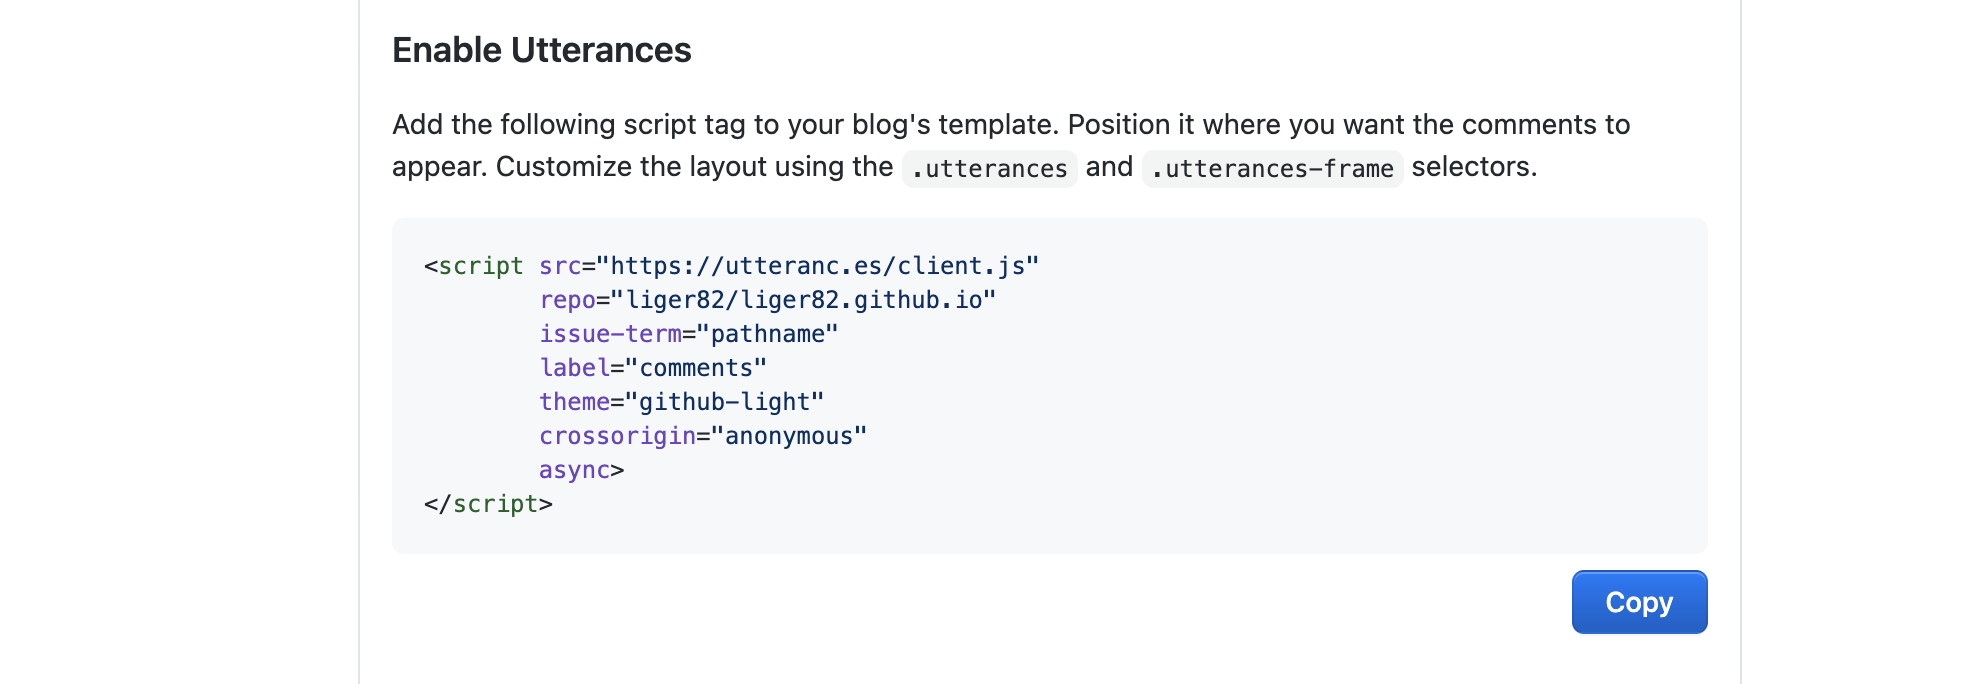 Enable Utterances
Add the following script tag to your blog's template. Position it where you want the comments to
appear. Customize the layout using the .utterances and .utterances-frame selectors.
<script src="https://utteranc.es/client.js"
        repo="liger82/liger82.github.io"
        issue-term="pathname"
        label="comments"
        theme="github-light"
        crossorigin="anonymous"
        async>
</script>
Copy